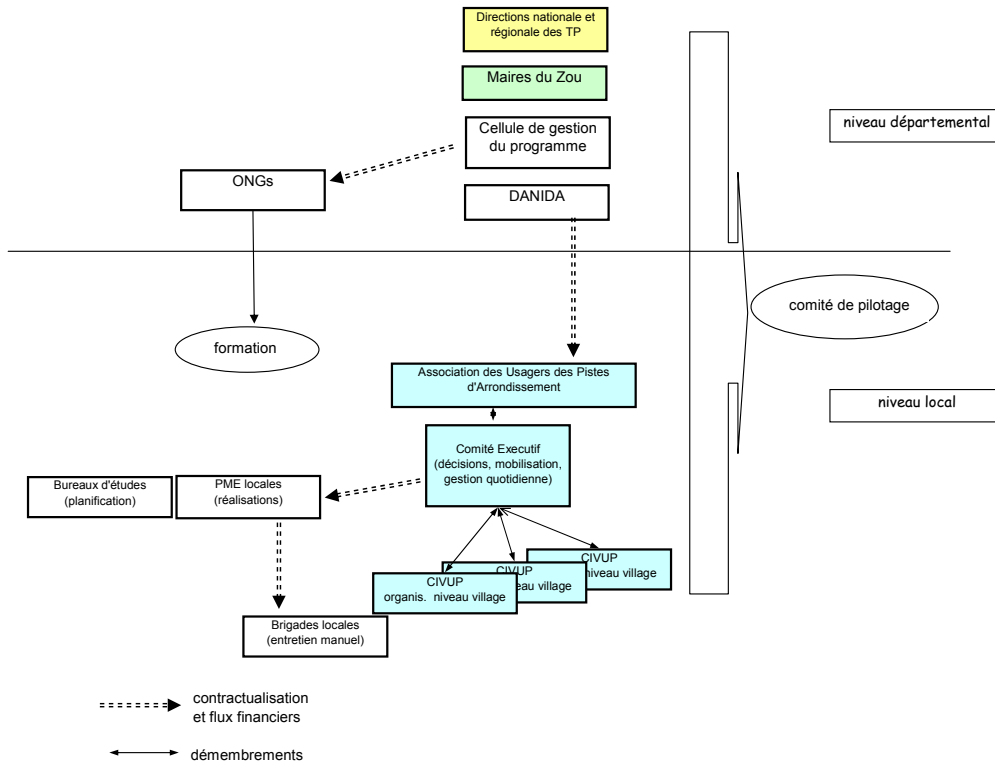 Directions nationale et
régionale des TP
Maires du Zou
Cellule de gestion
du programme
niveau départemental
ONGs
DANIDA
comité de pilotage
formation
Association des Usagers des Pistes
d'Arrondissement
niveau local
Comité Executif
(décisions, mobilisation,
gestion quotidienne)
Bureaux d'études
(planification)
PME locales
(réalisations)
CIVUP
niveau village
CIVUP
eau village
CIVUP
organis. niveau village
Brigades locales
(entretien manuel)
contractualisation
et flux financiers
démembrements